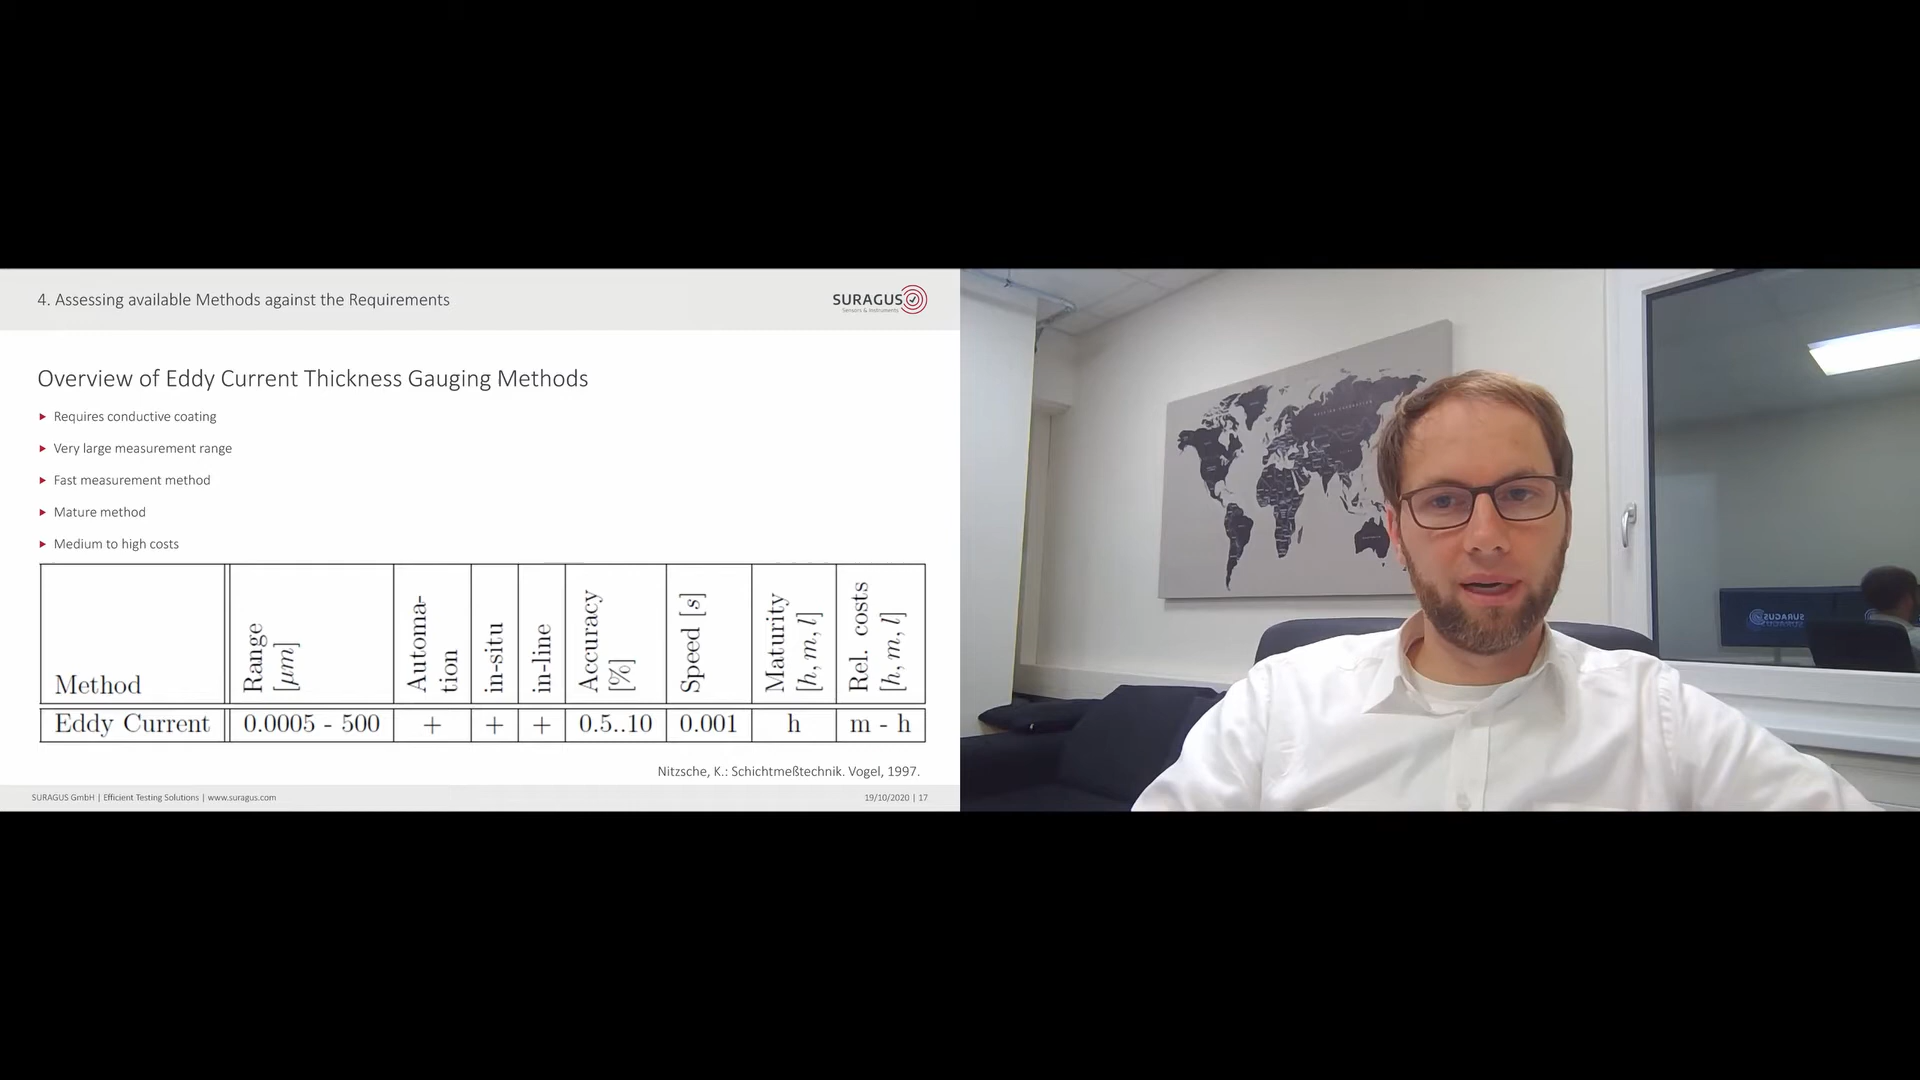 4. Assessing available Methods against the Requirements
SURAGUS
Sensors & Instruments
Overview of Eddy Current Thickness Gauging Methods
Requires conductive coating
Very large measurement range
Fast measurement method
Mature method
Medium to high costs
Method
Range [μm]
Automa-
tion
in-situ
in-line
Accuracy [%]
Speed [s]
Maturity [h, m, l]
Rel. costs [h, m, l]
Eddy Current 0.0005 - 500 + + + 0.5..10 0.001 h m - h
Nitzsche, K.: Schichtmeßtechnik. Vogel, 1997.
SURAGUS GmbH | Efficient Testing Solutions | www.suragus.com
19/10/2020 | 17
SURAGUS